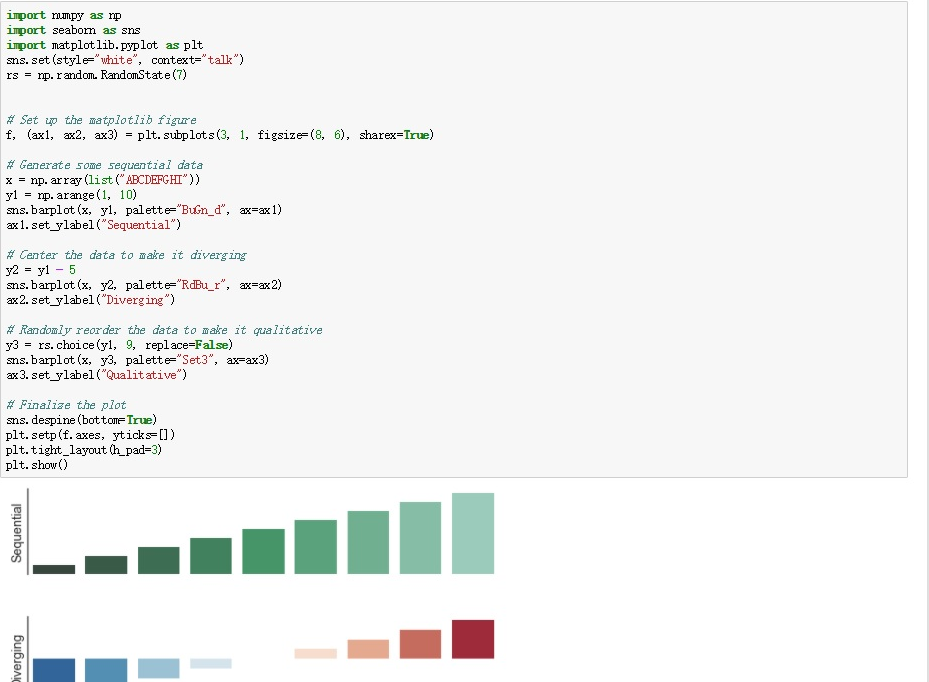 import numpy as np
import seaborn as sns
import matplotlib.pyplot as plt
sns.set(style="white", context="talk")
rs = np.random.RandomState(7)
# Set up the matplotlib figure
f, (ax1, ax2, ax3) = plt.subplots(3, 1, figsize=(8, 6), sharex=True)
# Generate some sequential data
x = np.array(list("ABCDEFGHI"))
y1 = np.arange(1, 10)
sns.barplot(x, y1, palette="BuGn_d", ax=ax1)
ax1.set_ylabel("Sequential")
# Center the data to make it diverging
y2 = y1 - 5
sns.barplot(x, y2, palette="RdBu_r", ax=ax2)
ax2.set_ylabel("Diverging")
# Randomly reorder the data to make it qualitative
y3 = rs.choice(y1, 9, replace=False)
sns.barplot(x, y3, palette="Set3", ax=ax3)
ax3.set_ylabel("Qualitative")
# Finalize the plot
sns.despine(bottom=True)
plt.setp(f.axes, yticks=[])
plt.tight_layout(h_pad=3)
plt.show()
Sequential
iverging